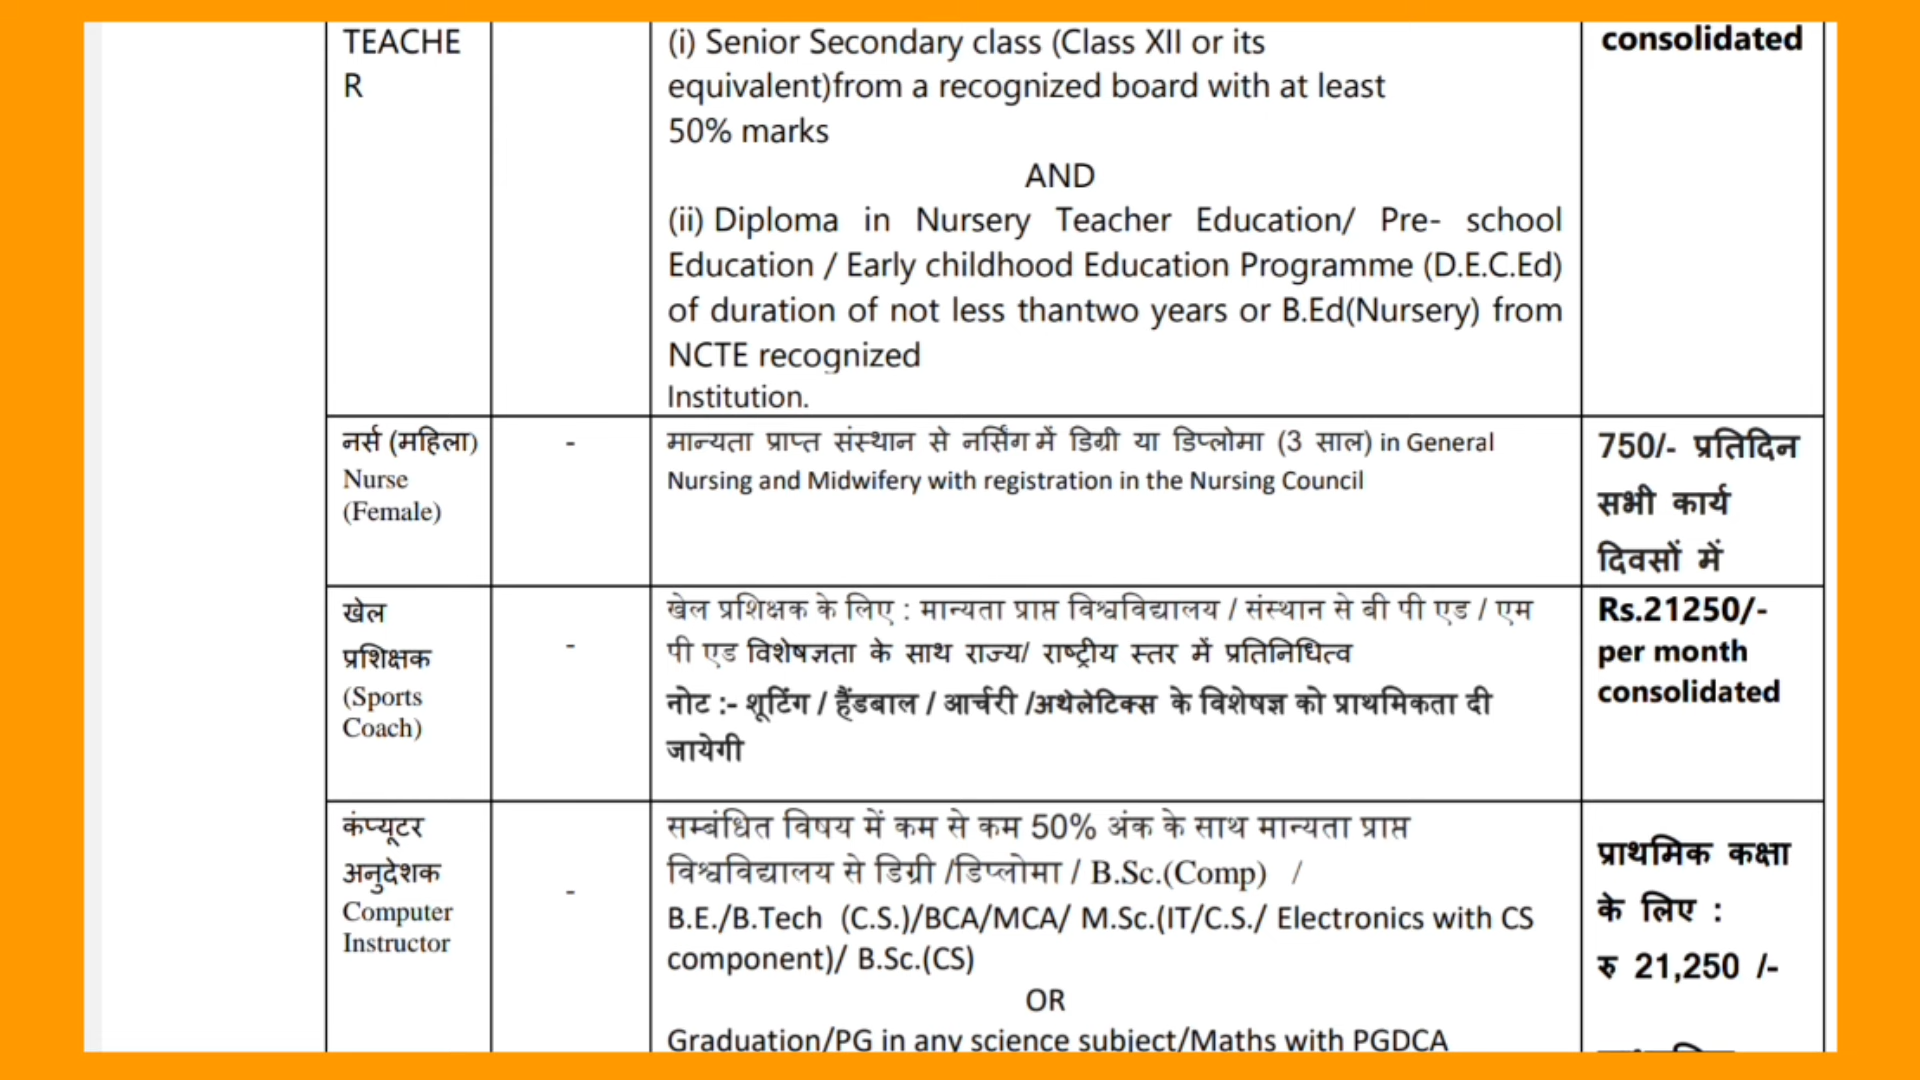 TEACHE
R
(i) Senior Secondary class (Class XII or its
equivalent)from a recognized board with at least
50% marks
AND
(ii) Diploma in Nursery Teacher Education/ Pre- school
Education / Early childhood Education Programme (D.E.C.Ed)
of duration of not less thantwo years or B.Ed(Nursery) from
NCTE recognized
Institution.
consolidated
नर्स (महिला)
Nurse
(Female)
-
मान्यता प्राप्त संस्थान से नर्सिंग में डिग्री या डिप्लोमा (3 साल) in General
Nursing and Midwifery with registration in the Nursing Council
750/- प्रतिदिन
सभी कार्य
दिवसों में
खेल
प्रशिक्षक
(Sports
Coach)
-
खेल प्रशिक्षक के लिए : मान्यता प्राप्त विश्वविद्यालय / संस्थान से बी पी एड / एम
पी एड विशेषज्ञता के साथ राज्य/ राष्ट्रीय स्तर में प्रतिनिधित्व
नोट :- शूटिंग / हैंडबाल / आर्चरी /अथेलेटिक्स के विशेषज्ञ को प्राथमिकता दी
जायेगी
Rs.21250/-
per month
consolidated
कंप्यूटर
अनुदेशक
Computer
Instructor
-
सम्बंधित विषय में कम से कम 50% अंक के साथ मान्यता प्राप्त
विश्वविद्यालय से डिग्री /डिप्लोमा / B.Sc.(Comp) /
B.E./B.Tech (C.S.)/BCA/MCA/ M.Sc.(IT/C.S./ Electronics with CS
component)/ B.Sc.(CS)
OR
Graduation/PG in any science subject/Maths with PGDCA
प्राथमिक कक्षा
के लिए :
रु 21,250 /-